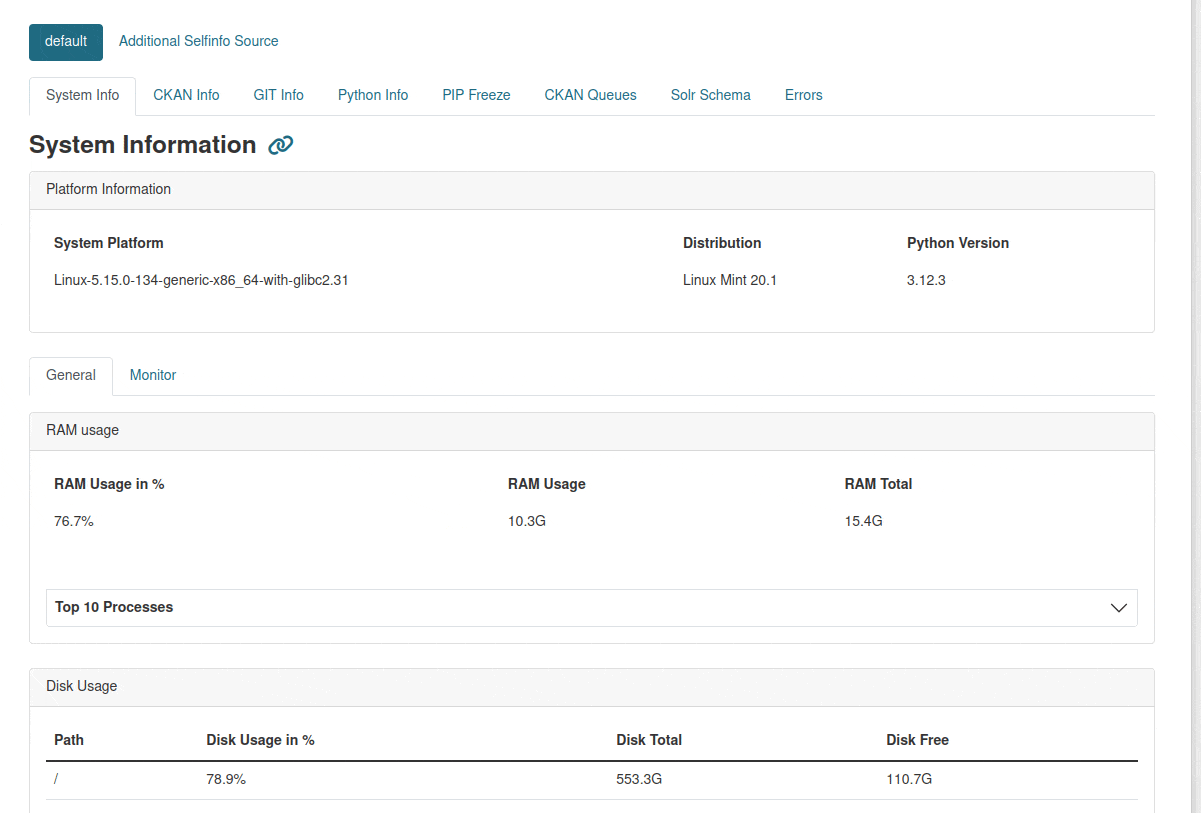 default Additional Selfinfo Source
System Info CKAN Info GIT Info Python Info PIP Freeze CKAN Queues Solr Schema Errors
System Information
Platform Information
System Platform Distribution Python Version
Linux-5.15.0-134-generic-x86_64-with-glibc2.31 Linux Mint 20.1 3.12.3
General Monitor
RAM usage
RAM Usage in % RAM Usage RAM Total
76.7% 10.3G 15.4G
Top 10 Processes
Disk Usage
Path Disk Usage in % Disk Total Disk Free
/ 78.9% 553.3G 110.7G